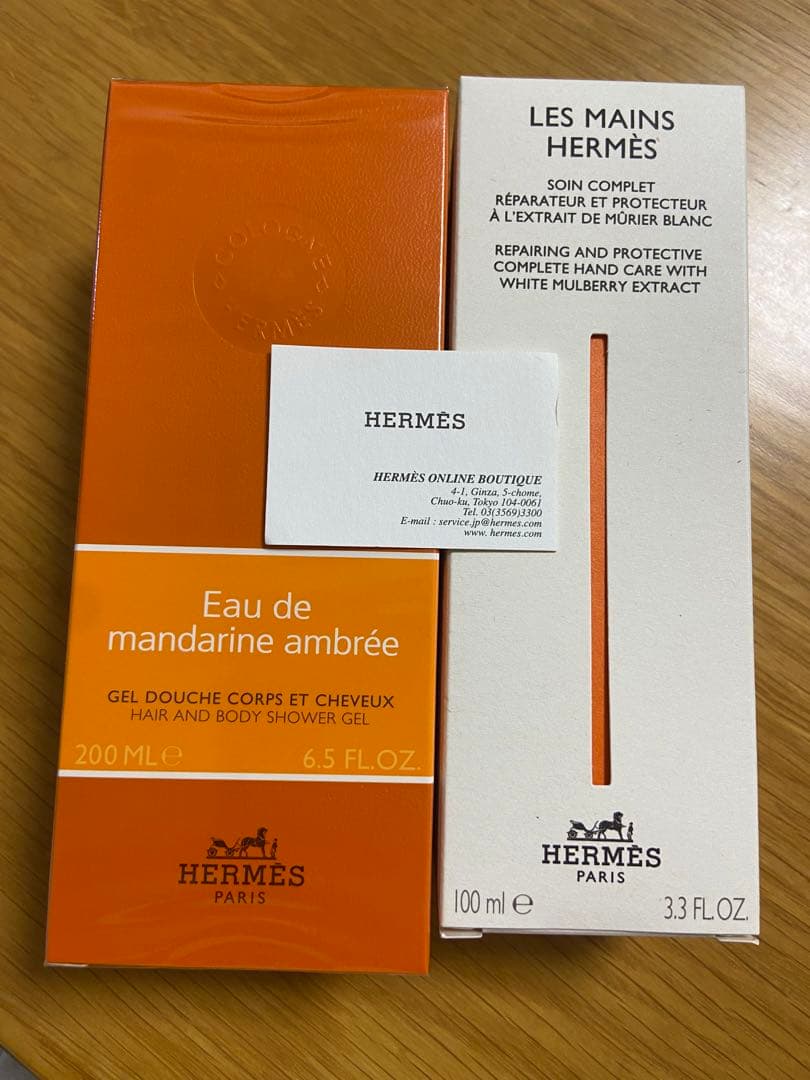 COLOGNE
HERMÈS
Eau de
mandarine ambrée
GEL DOUCHE CORPS ET CHEVEUX
HAIR AND BODY SHOWER GEL
200 ML ℮ 6.5 FL.OZ.
HERMÈS
PARIS
LES MAINS
HERMÈS
SOIN COMPLET
RÉPARATEUR ET PROTECTEUR
À L'EXTRAIT DE MÛRIER BLANC
REPAIRING AND PROTECTIVE
COMPLETE HAND CARE WITH
WHITE MULBERRY EXTRACT
HERMÈS
PARIS
100 ml ℮ 3.3 FL.OZ.
HERMÈS
HERMÈS ONLINE BOUTIQUE
4-1, Ginza, 5-chome,
Chuo-ku, Tokyo 104-0061
Tel. 03(3569)3300
E-mail : service.jp@hermes.com
www. hermes.com